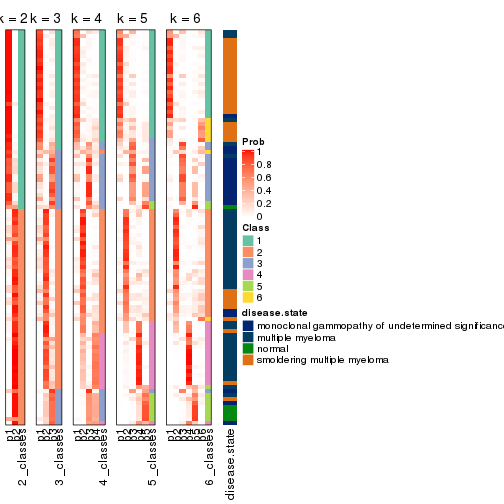 k = 2 k = 3 k = 4 k = 5 k = 6
Prob
1
0.8
0.6
0.4
0.2
0
Class
1
2
3
4
5
6
disease.state
monoclonal gammopathy of undetermined significance
multiple myeloma
normal
smoldering multiple myeloma
p1
p2
2_classes
p1
p2
p3
3_classes
p1
p2
p3
p4
4_classes
p1
p2
p3
p4
p5
5_classes
p1
p2
p3
p4
p5
p6
6_classes
disease.state